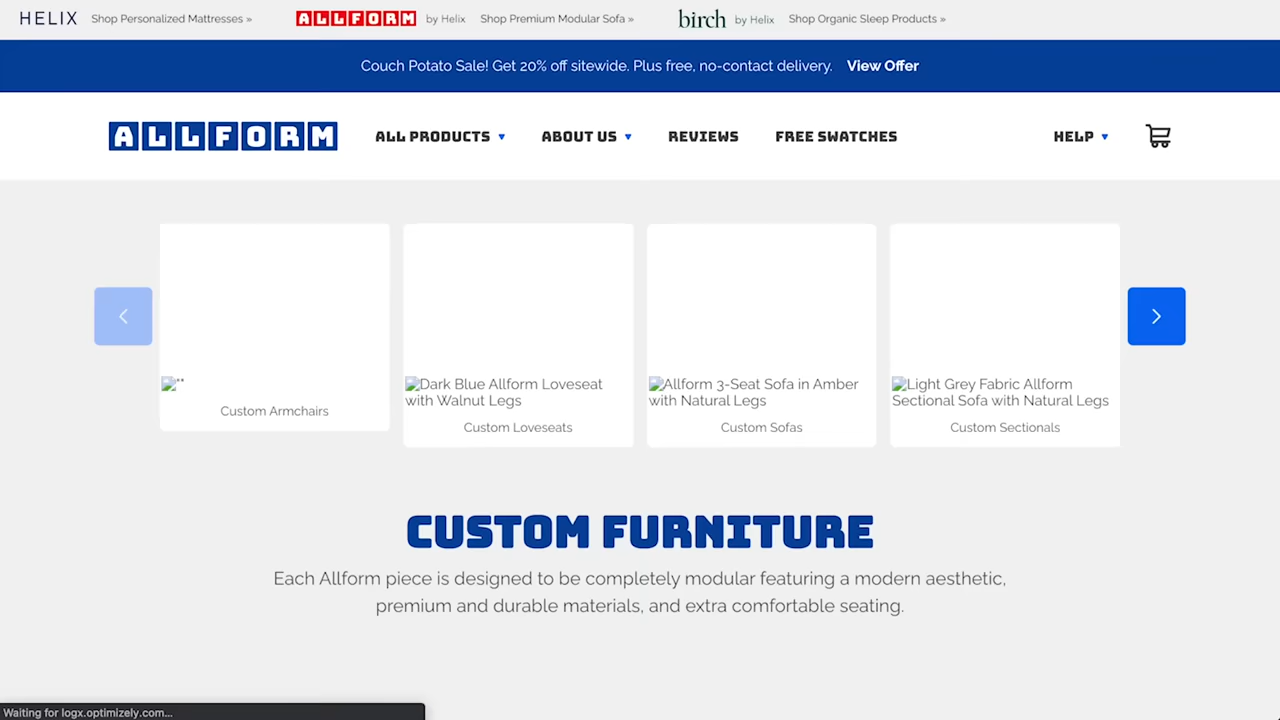 HELIX Shop Personalized Mattresses » ALLFORM by Helix Shop Premium Modular Sofa » birch by Helix Shop Organic Sleep Products »
Couch Potato Sale! Get 20% off sitewide. Plus free, no-contact delivery. View Offer
ALLFORM ALL PRODUCTS ▼ ABOUT US ▼ REVIEWS FREE SWATCHES HELP ▼
""
Custom Armchairs
Dark Blue Allform Loveseat
with Walnut Legs
Custom Loveseats
Allform 3-Seat Sofa in Amber
with Natural Legs
Custom Sofas
Light Grey Fabric Allform
Sectional Sofa with Natural Legs
Custom Sectionals
CUSTOM FURNITURE
Each Allform piece is designed to be completely modular featuring a modern aesthetic,
premium and durable materials, and extra comfortable seating.
Waiting for logx.optimizely.com...